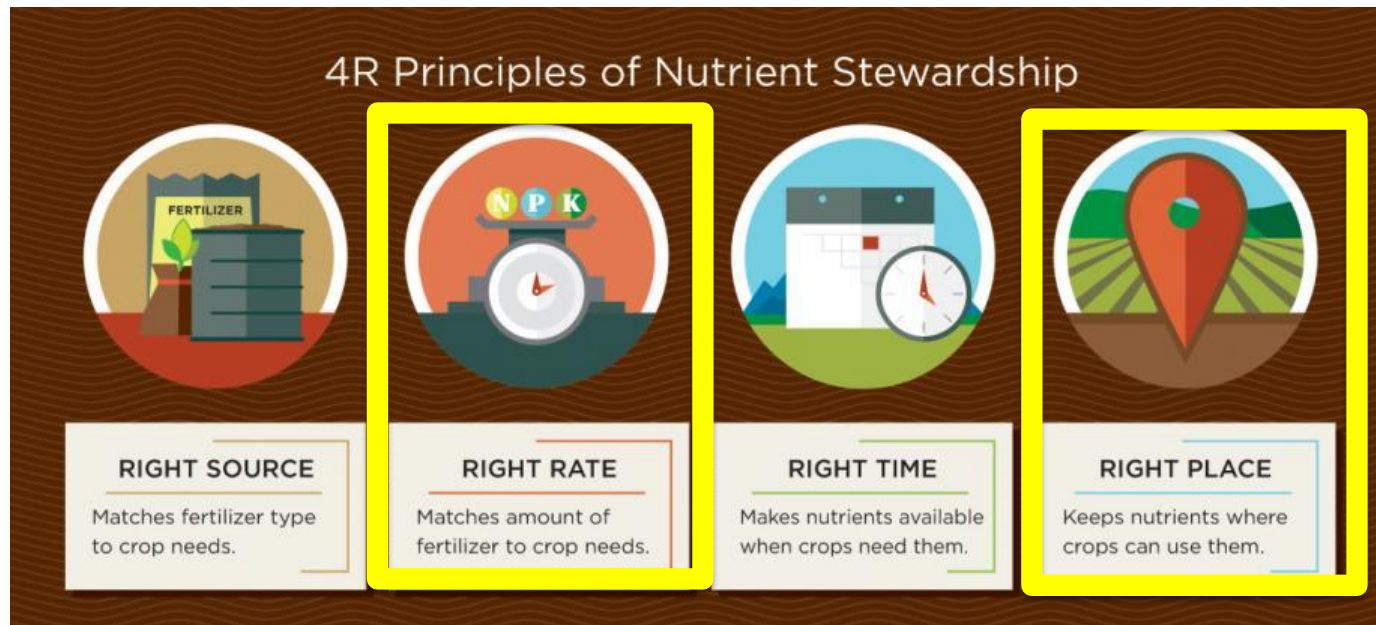 4R Principles of Nutrient Stewardship
FERTILIZER
N P K
RIGHT SOURCE
Matches fertilizer type
to crop needs.
RIGHT RATE
Matches amount of
fertilizer to crop needs.
RIGHT TIME
Makes nutrients available
when crops need them.
RIGHT PLACE
Keeps nutrients where
crops can use them.